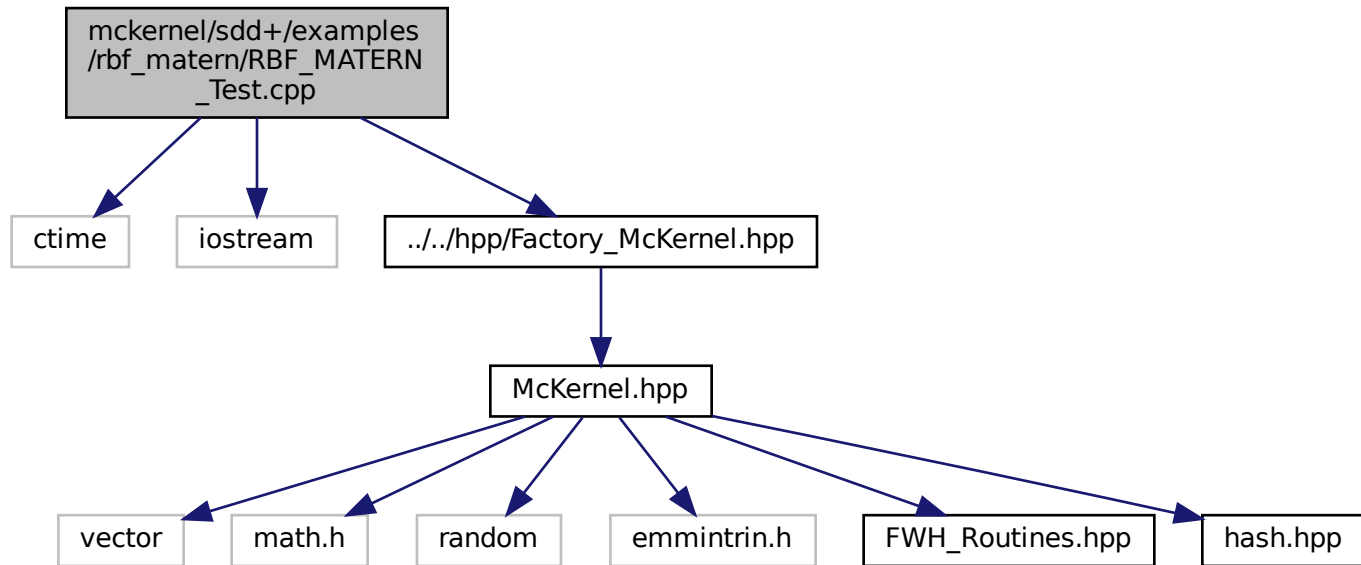 mckernel/sdd+/examples
/rbf_matern/RBF_MATERN
_Test.cpp
ctime
iostream
../../hpp/Factory_McKernel.hpp
McKernel.hpp
vector
math.h
random
emmintrin.h
FWH_Routines.hpp
hash.hpp